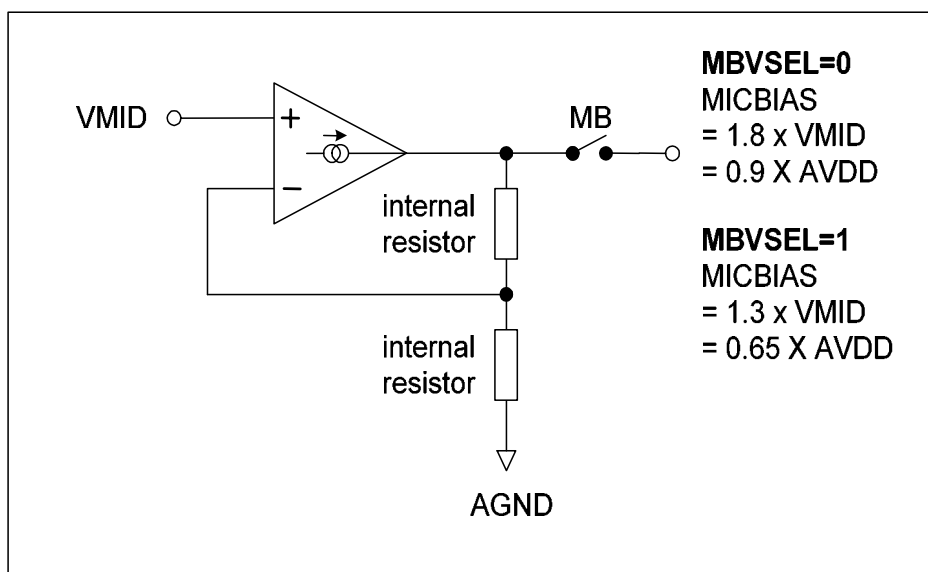 MBVSEL=0
MICBIAS
= 1.8 x VMID
= 0.9 X AVDD
VMID
+
−
MB
internal
resistor
MBVSEL=1
MICBIAS
= 1.3 x VMID
= 0.65 X AVDD
internal
resistor
AGND